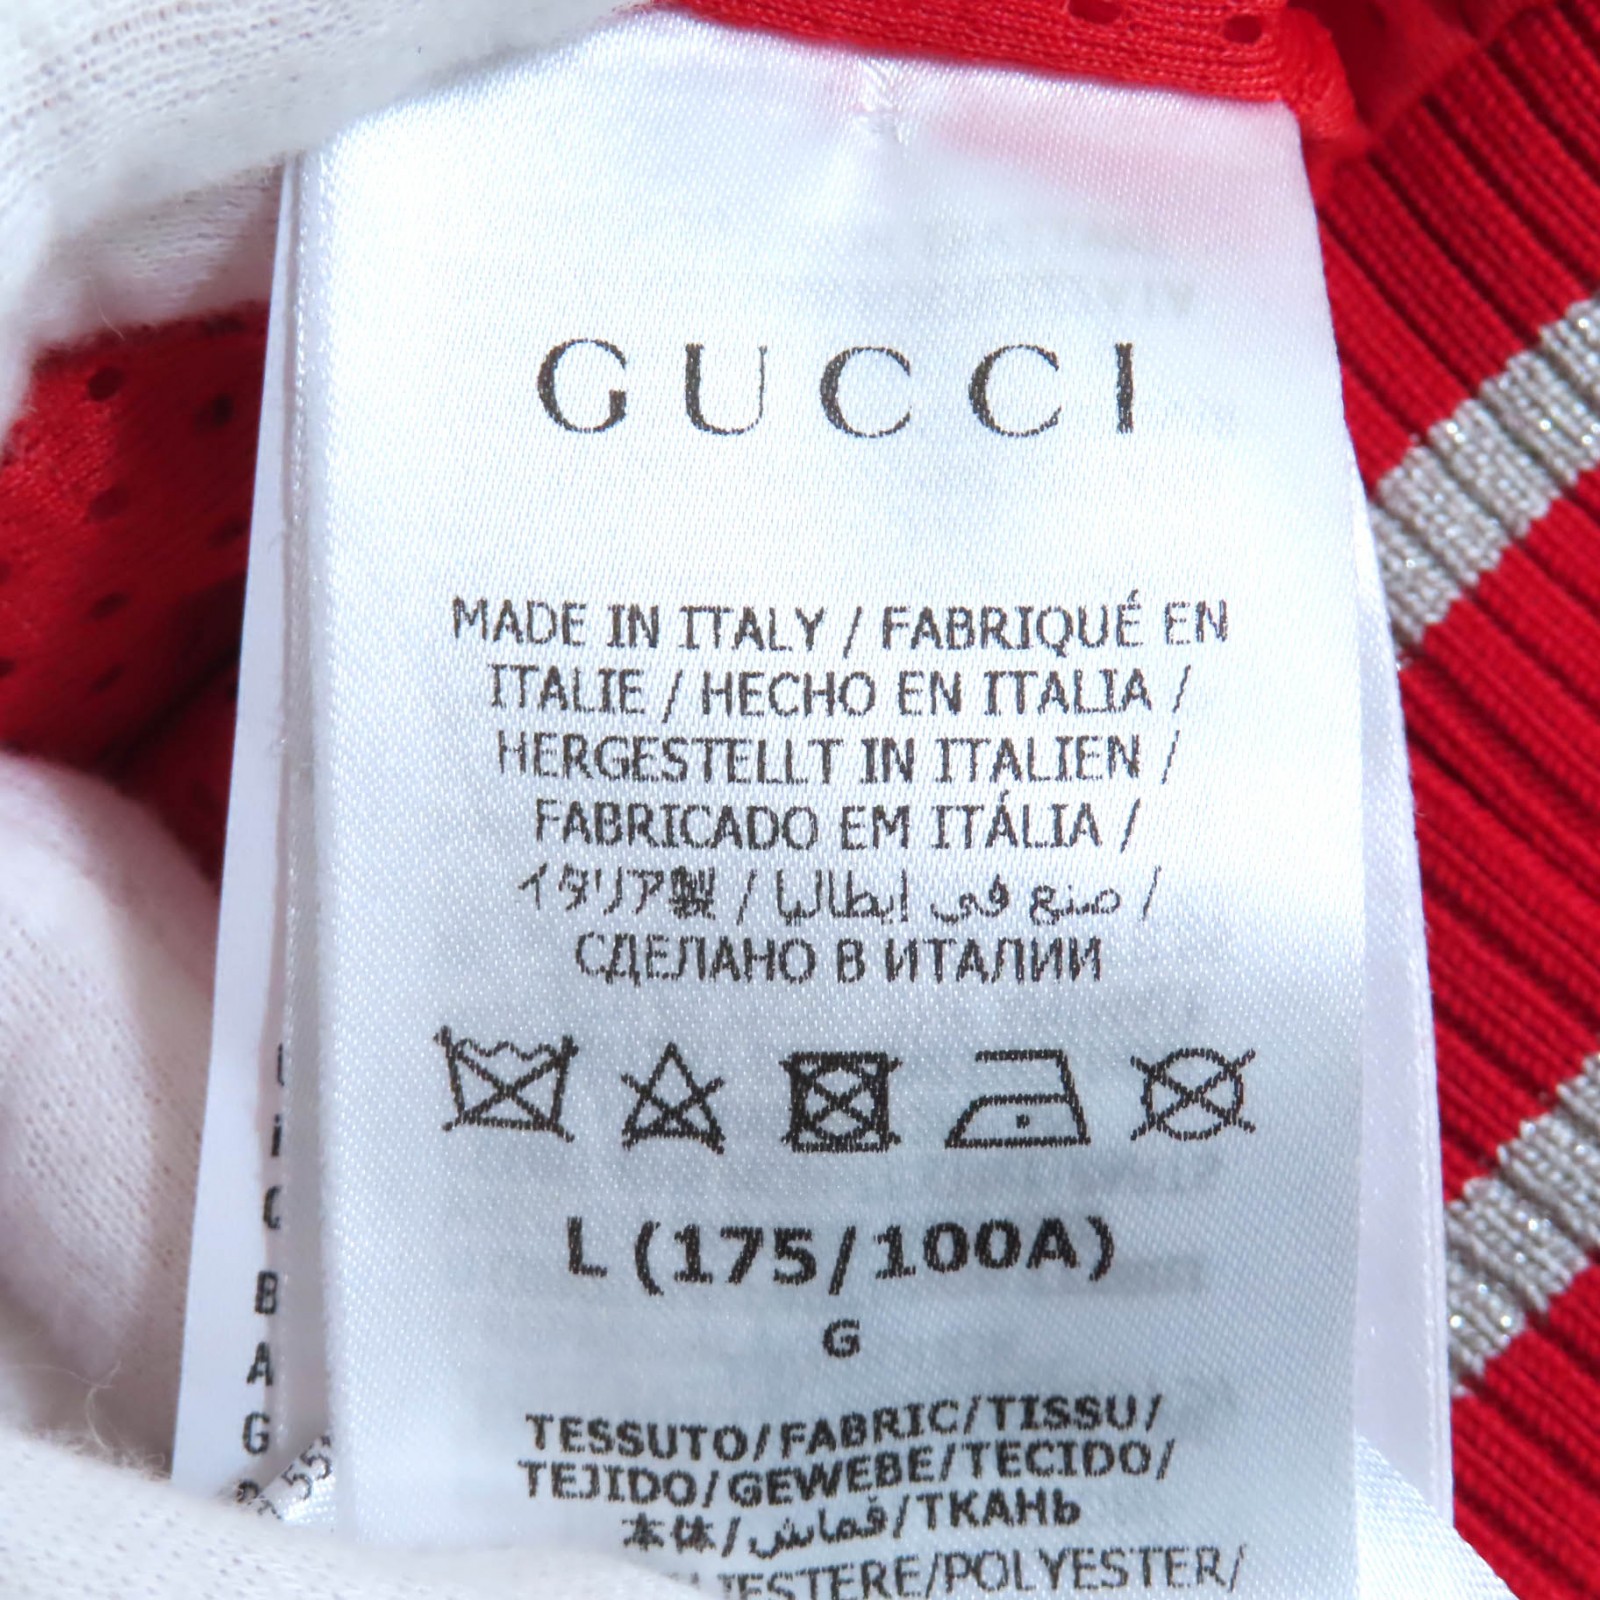 GUCCI
MADE IN ITALY / FABRIQUÉ EN
ITALIE / HECHO EN ITALIA /
HERGESTELLT IN ITALIEN /
FABRICADO EM ITÁLIA /
イタリア製 / صنع في إيطاليا /
СДЕЛАНО В ИТАЛИИ
L (175/100A)
G
TESSUTO/FABRIC/TISSU/
TEJIDO/GEWEBE/TECIDO/
本体/قماش/ТКАНЬ
/POLYESTER/
BAG